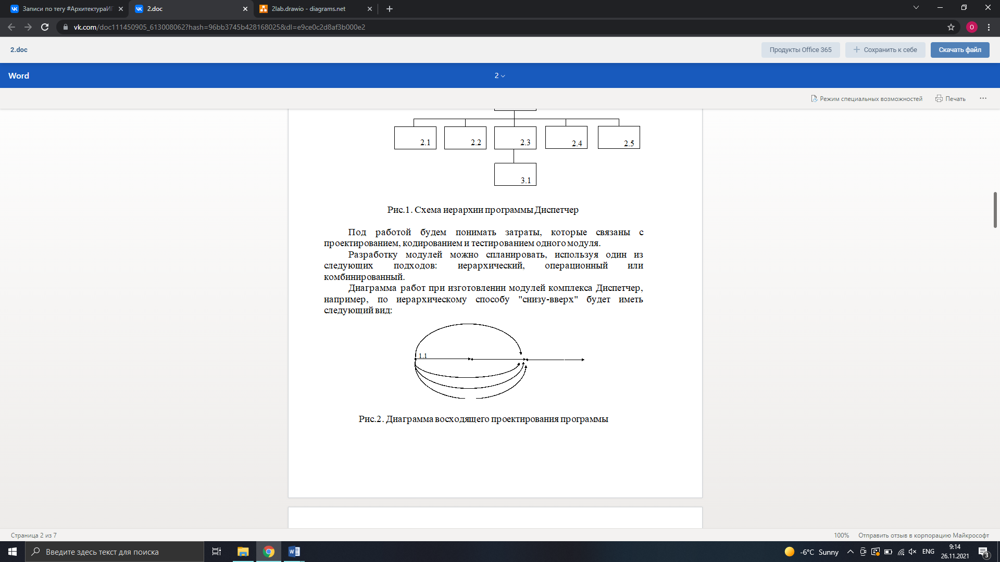 Записи по тегу #АрхитектураИГ
2.doc
2lab.drawio - diagrams.net
vk.com/doc111450905_613008062?hash=96bb3745b428168025&dl=e9ce0c2d8af3b000e2
O
2.doc
Продукты Office 365
Сохранить к себе
Скачать файл
Word
2
Режим специальных возможностей
Печать
2.1
2.2
2.3
2.4
2.5
3.1
Рис.1. Схема иерархии программы Диспетчер
Под работой будем понимать затраты, которые связаны с
проектированием, кодированием и тестированием одного модуля.
Разработку модулей можно спланировать, используя один из
следующих подходов: иерархический, операционный или
комбинированный.
Диаграмма работ при изготовлении модулей комплекса Диспетчер,
например, по иерархическому способу "снизу-вверх" будет иметь
следующий вид:
1.1
Рис.2. Диаграмма восходящего проектирования программы
Страница 2 из 7
100%
Отправить отзыв в корпорацию Майкрософт
Введите здесь текст для поиска
-6°C Sunny
ENG
9:14
26.11.2021
3